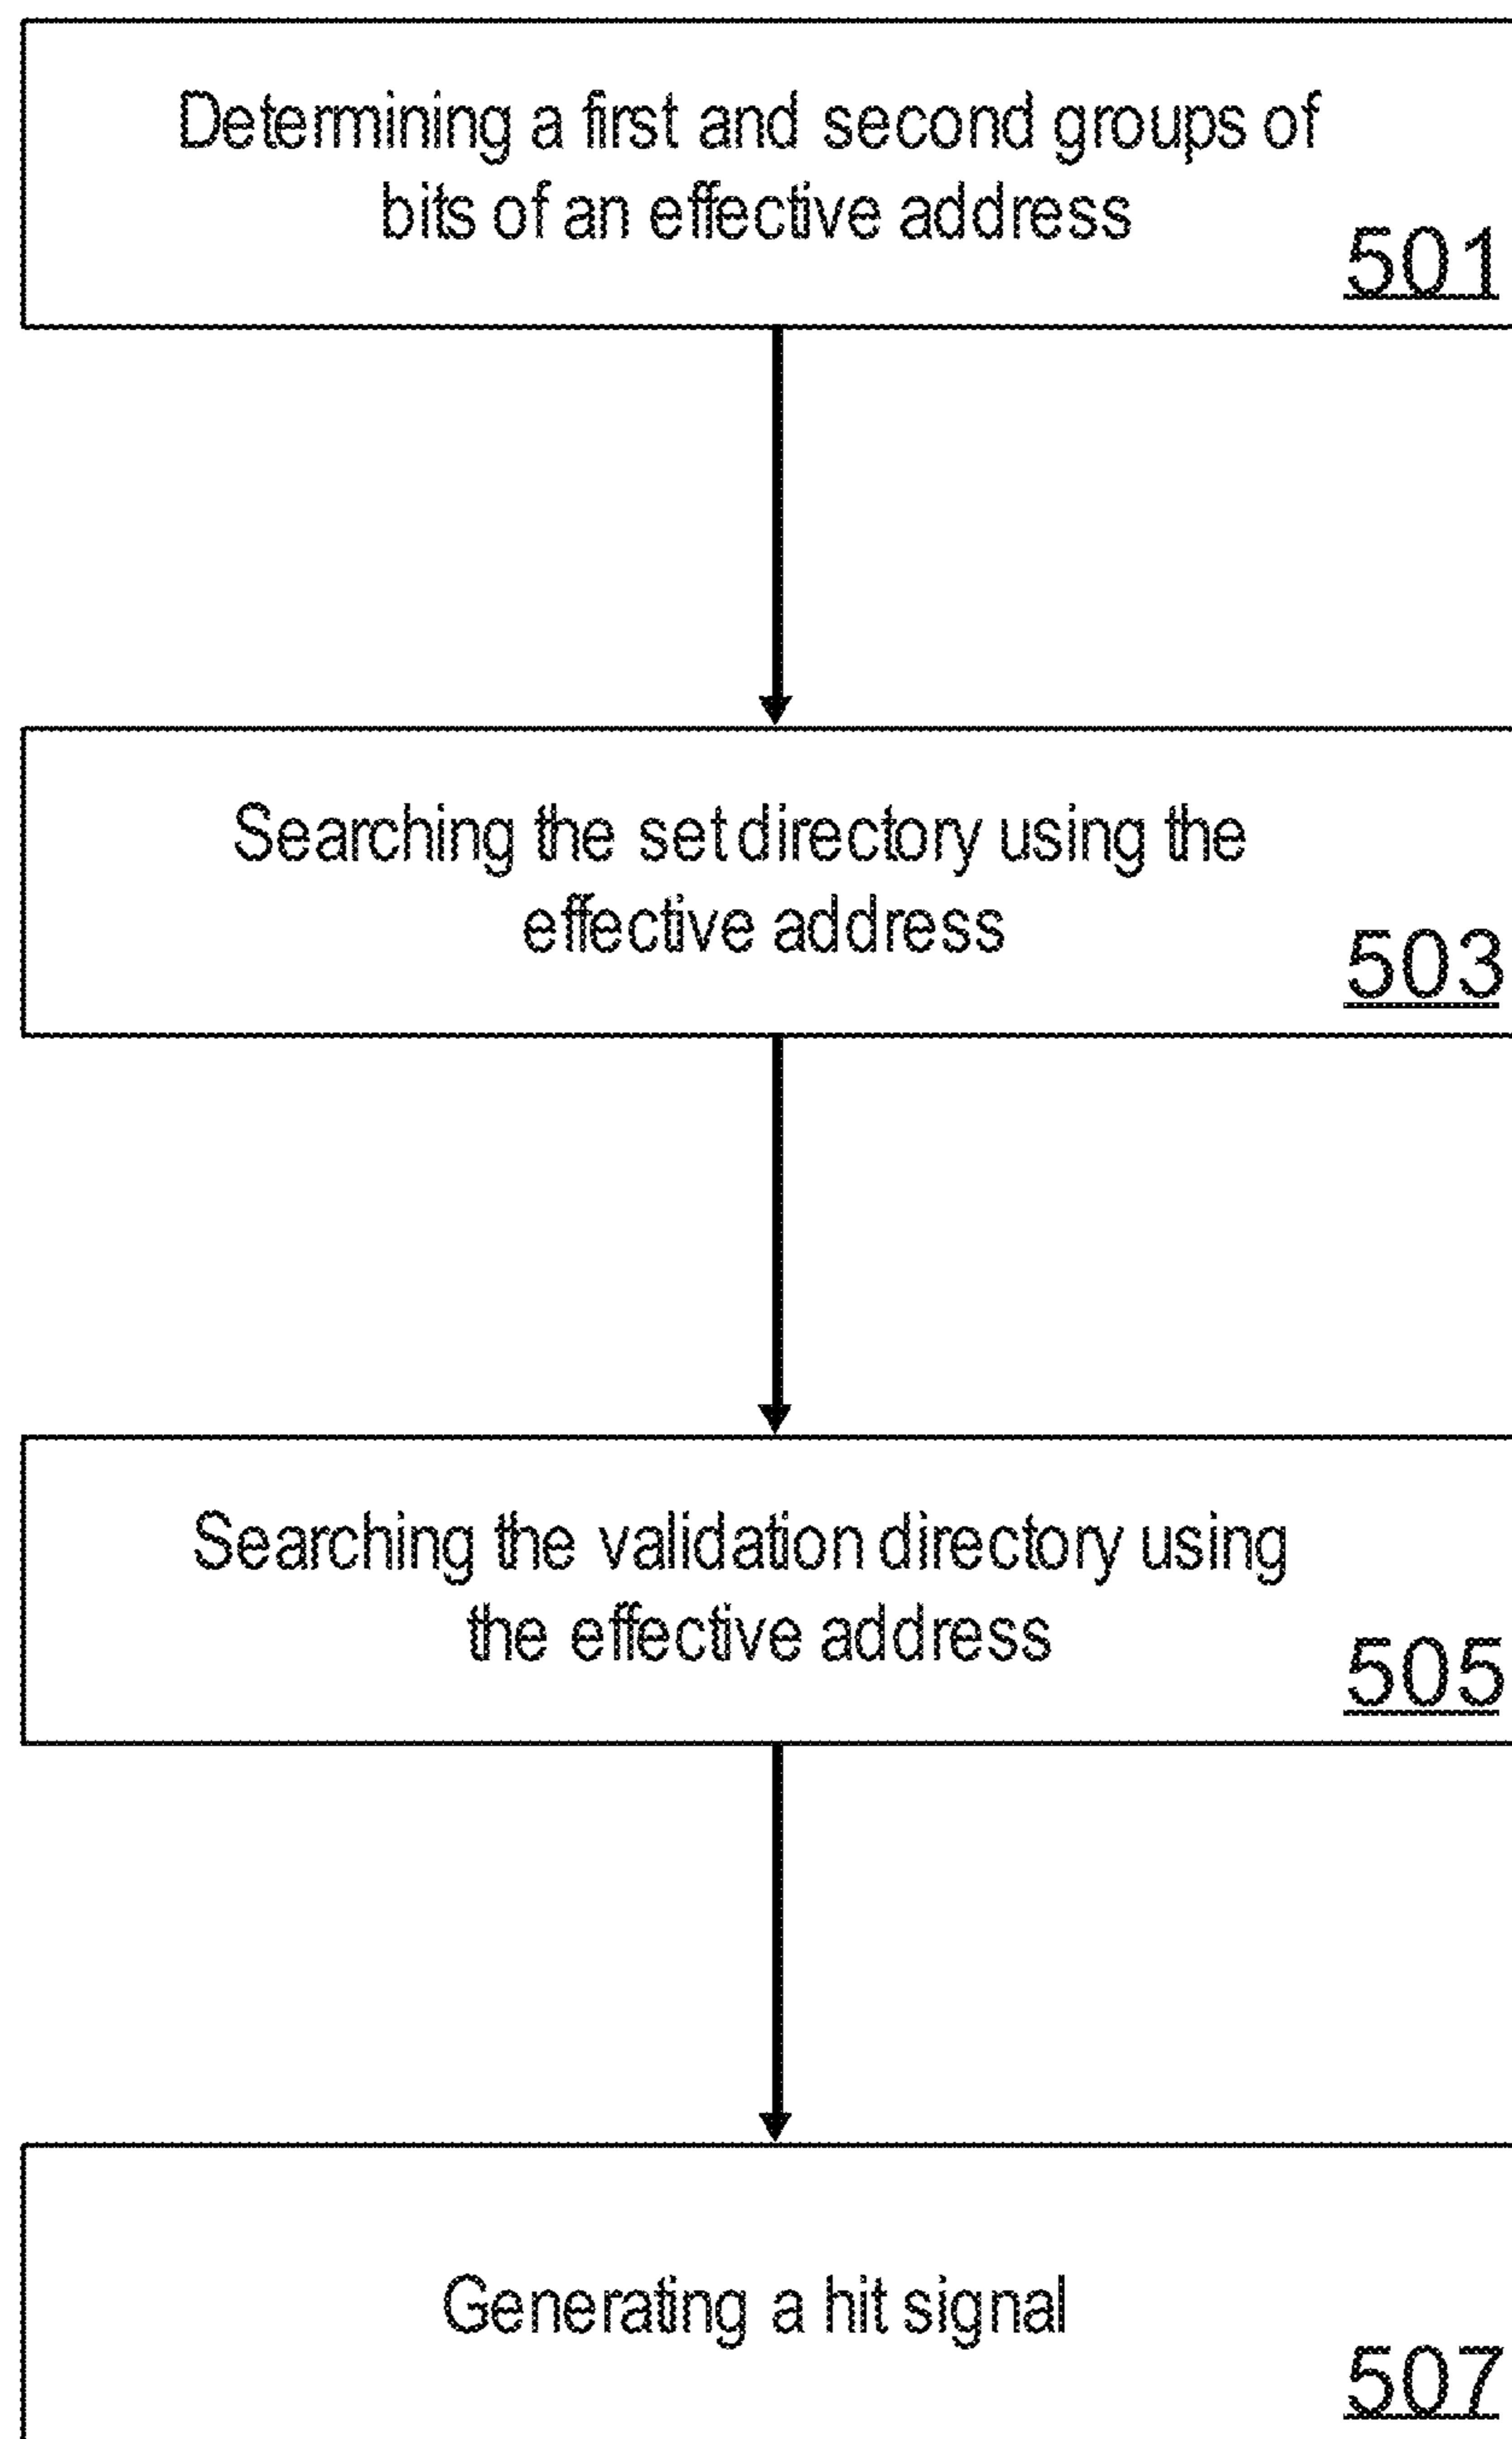 Determining a first and second groups of
bits of an effective address
501
Searching the set directory using the
effective address
503
Searching the validation directory using
the effective address
505
Generating a hit signal
507